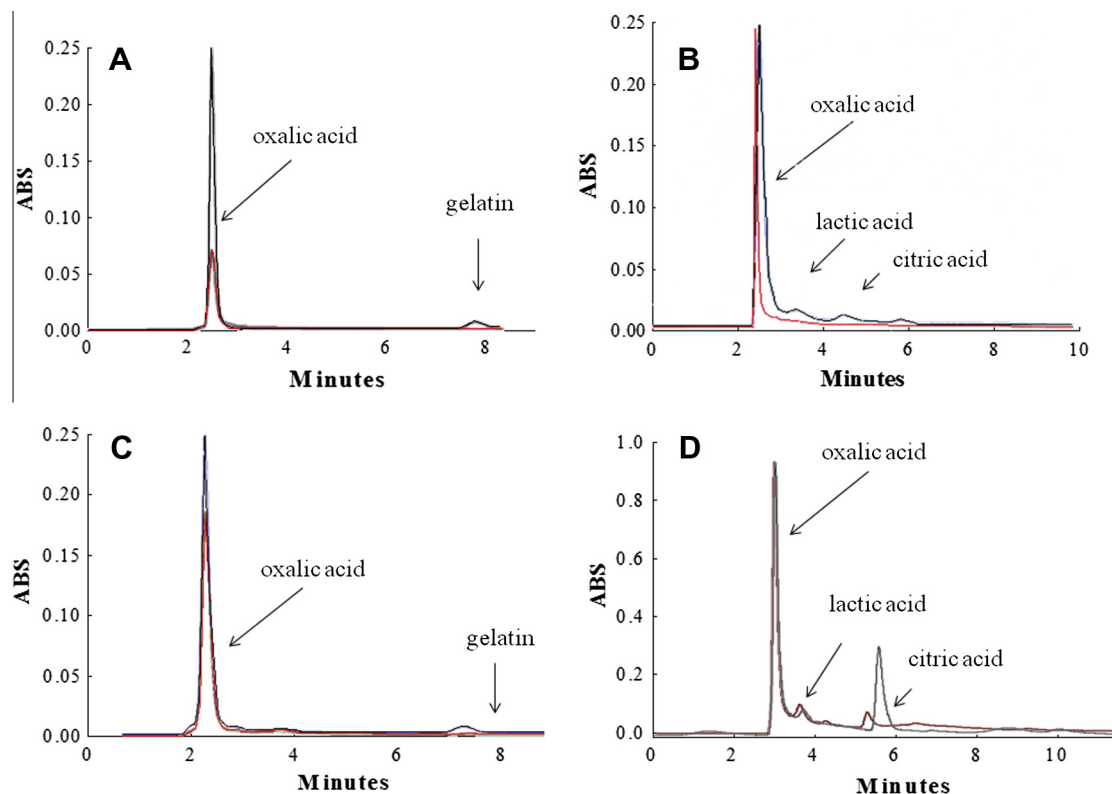 A
0.25
0.20
0.15
0.10
0.05
0.00
ABS
oxalic acid
gelatin
0 2 4 6 8
Minutes
B
0.25
0.20
0.15
0.10
0.05
0.00
ABS
oxalic acid
lactic acid
citric acid
0 2 4 6 8 10
Minutes
C
0.25
0.20
0.15
0.10
0.05
0.00
ABS
oxalic acid
gelatin
0 2 4 6 8
Minutes
D
1.0
0.8
0.6
0.4
0.2
0.0
ABS
oxalic acid
lactic acid
citric acid
0 2 4 6 8 10
Minutes